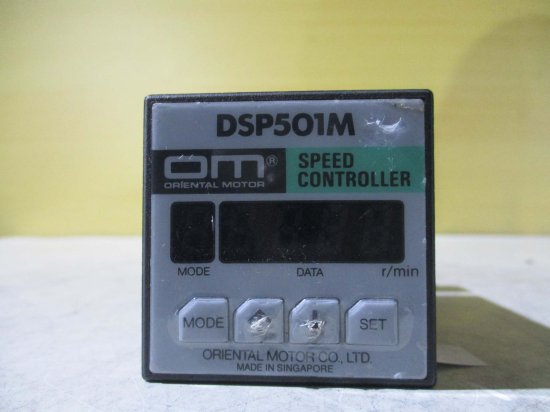 DSP501M
om®
ORIENTAL MOTOR
SPEED
CONTROLLER
MODE DATA r/min
MODE SET
ORIENTAL MOTOR CO., LTD.
MADE IN SINGAPORE